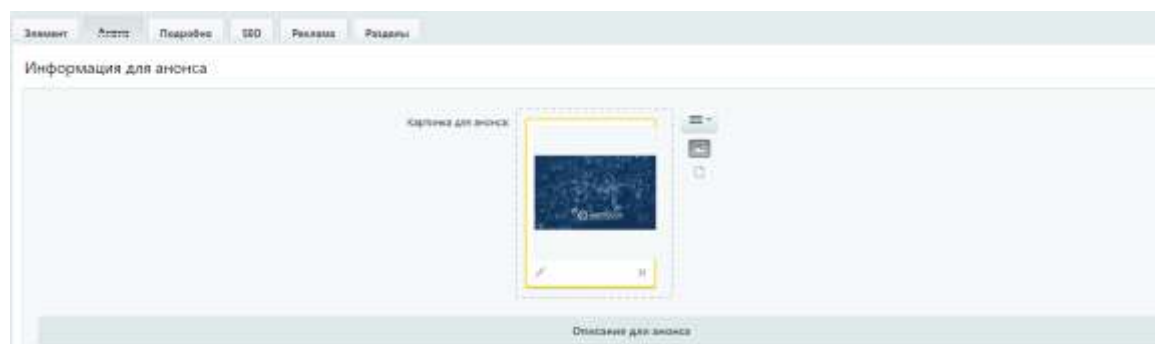 Элемент Анонс Подробно SEO Реклама Разделы
Информация для анонса
Картинка для анонса:
Описание для анонса